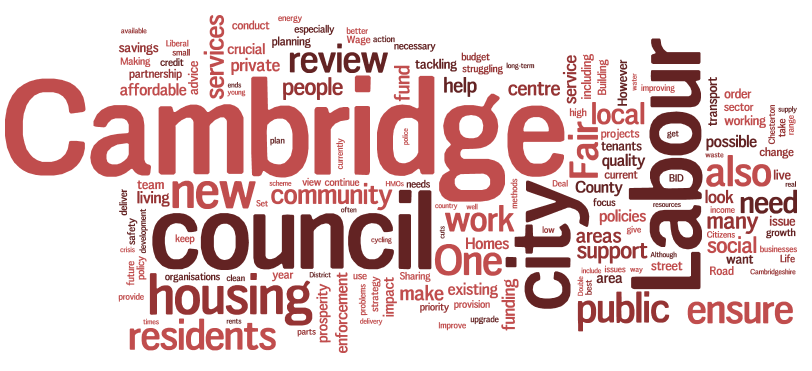 available
savings
Liberal
small
Making
credit
partnership
advice
affordable
services
conduct
energy
crucial
planning
especially
private
ends
young
review
people
better
Wage
action
necessary
tackling
budget
struggling
long-term
fund
help
centre
service
including
Building
However
water
improving
high
local
projects
tenants
quality
current
Fair
Labour
transport
order
sector
working
supply
Chesterton
take
range
possible
change
waste
get
BID
also
live
real
Cambridge
plan
currently
police
team
living
new
Set
scheme
view
continue
HMOs
needs
community
often
deliver
safety
development
crisis
council
keep
cycling
country
well
cuts
work
methods
Deal
County
focus
city
low
policies
give
resources
look
income
need
many
issue
growth
Citizens
social
businesses
want
Life
Road
Cambridgeshire
areas
support
Although
street
Homes
One
include
issues
way
area
Double
best
future
policy
provide
organisations
clean
year
District
use
Sharing
housing
prosperity
enforcement
problems
strategy
impact
make
existing
priority
provision
funding
public
ensure
times
rents
residents
parts
delivery
Improve
upgrade